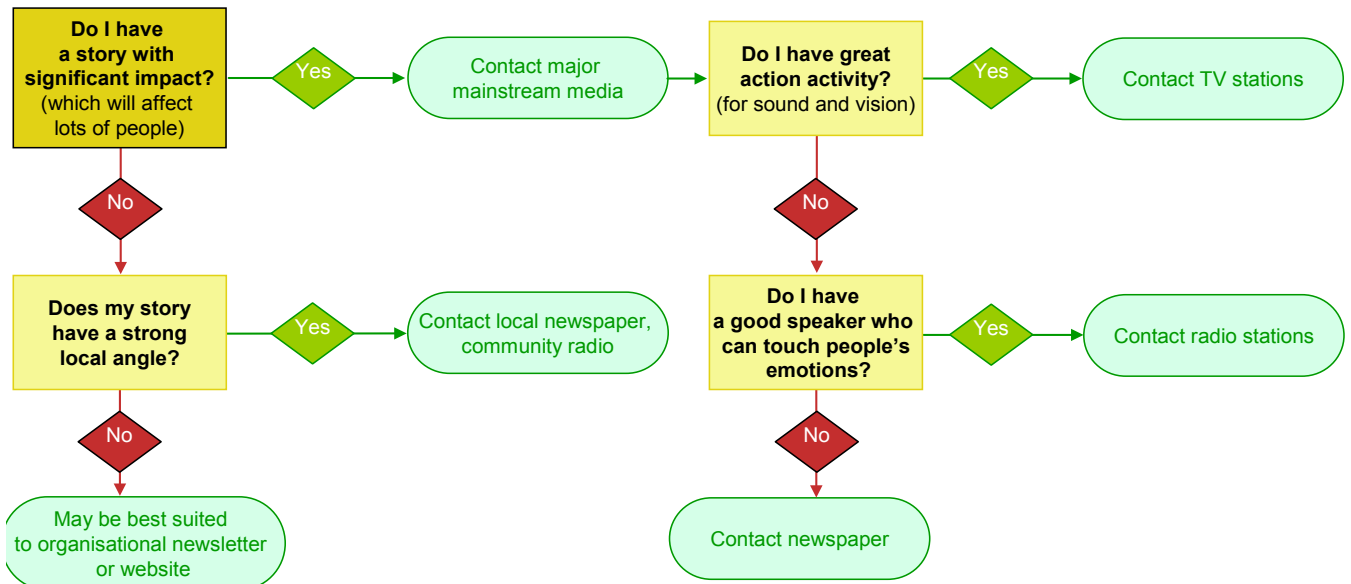 Do I have
a story with
significant impact?
(which will affect
lots of people)
Yes
Contact major
mainstream media
Do I have great
action activity?
(for sound and vision)
Yes
Contact TV stations
No
No
Does my story
have a strong
local angle?
Yes
Contact local newspaper,
community radio
Do I have
a good speaker who
can touch people's
emotions?
Yes
Contact radio stations
No
No
May be best suited
to organisational newsletter
or website
Contact newspaper